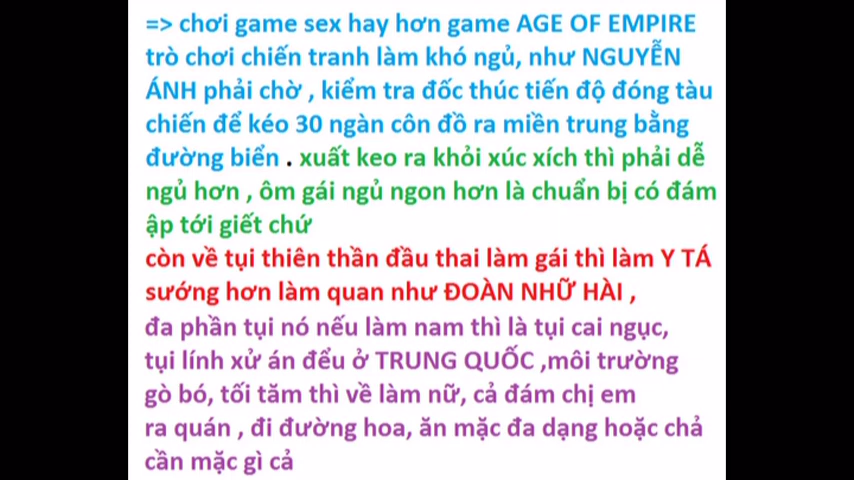 => chơi game sex hay hơn game AGE OF EMPIRE
trò chơi chiến tranh làm khó ngủ, như NGUYỄN
ÁNH phải chờ , kiểm tra đốc thúc tiến độ đóng tàu
chiến để kéo 30 ngàn côn đồ ra miền trung bằng
đường biển . xuất keo ra khỏi xúc xích thì phải dễ
ngủ hơn , ôm gái ngủ ngon hơn là chuẩn bị có đám
ập tới giết chứ
còn về tụi thiên thần đầu thai làm gái thì làm Y TÁ
sướng hơn làm quan như ĐOÀN NHỮ HÀI ,
đa phần tụi nó nếu làm nam thì là tụi cai ngục,
tụi lính xử án đểu ở TRUNG QUỐC ,môi trường
gò bó, tối tăm thì về làm nữ, cả đám chị em
ra quán , đi đường hoa, ăn mặc đa dạng hoặc chả
cần mặc gì cả